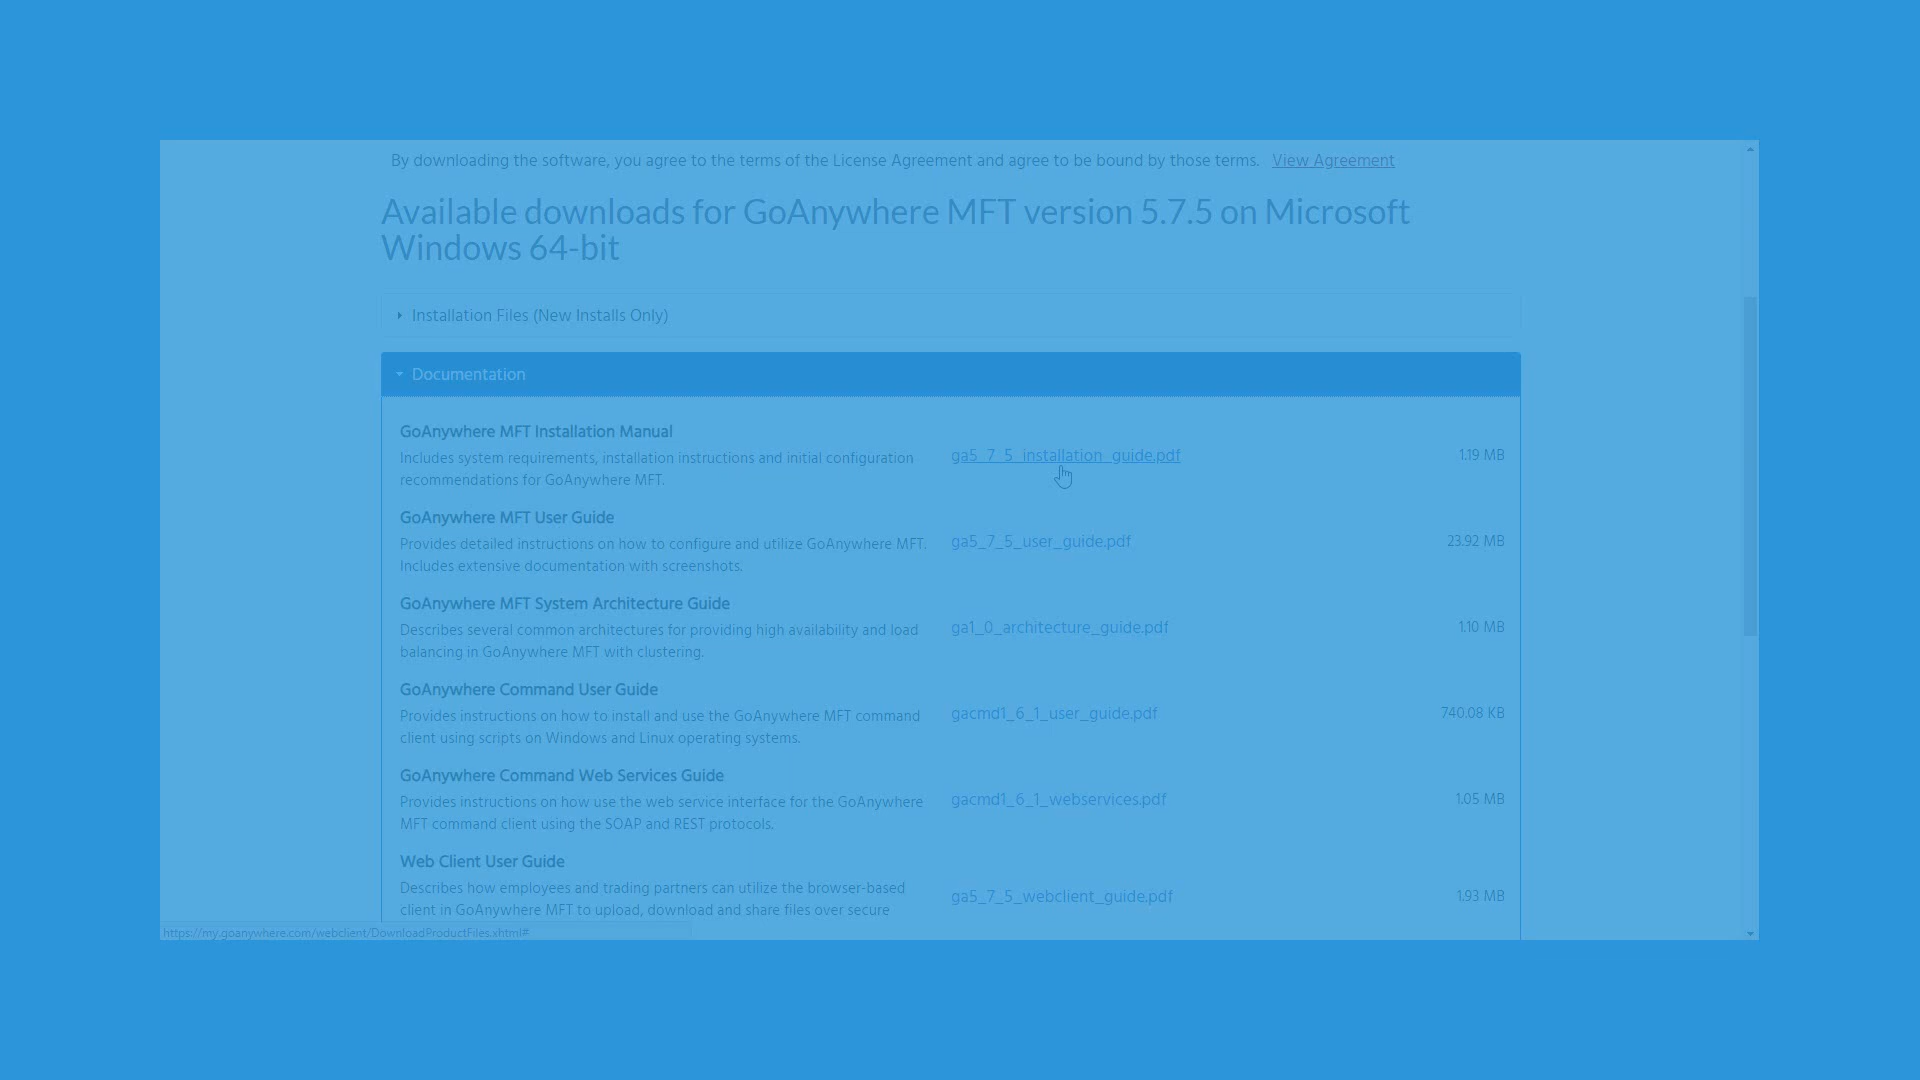 By downloading the software, you agree to the terms of the License Agreement and agree to be bound by those terms. View Agreement
Available downloads for GoAnywhere MFT version 5.7.5 on Microsoft
Windows 64-bit
Installation Files (New Installs Only)
Documentation
GoAnywhere MFT Installation Manual
Includes system requirements, installation instructions and initial configuration
recommendations for GoAnywhere MFT.
ga5_7_5_installation_guide.pdf
1.19 MB
GoAnywhere MFT User Guide
Provides detailed instructions on how to configure and utilize GoAnywhere MFT.
Includes extensive documentation with screenshots.
ga5_7_5_user_guide.pdf
23.92 MB
GoAnywhere MFT System Architecture Guide
Describes several common architectures for providing high availability and load
balancing in GoAnywhere MFT with clustering.
ga1_0_architecture_guide.pdf
1.10 MB
GoAnywhere Command User Guide
Provides instructions on how to install and use the GoAnywhere MFT command
client using scripts on Windows and Linux operating systems.
gacmd1_6_1_user_guide.pdf
740.08 KB
GoAnywhere Command Web Services Guide
Provides instructions on how use the web service interface for the GoAnywhere
MFT command client using the SOAP and REST protocols.
gacmd1_6_1_webservices.pdf
1.05 MB
Web Client User Guide
Describes how employees and trading partners can utilize the browser-based
client in GoAnywhere MFT to upload, download and share files over secure
ga5_7_5_webclient_guide.pdf
1.93 MB
https://my.goanywhere.com/webclient/DownloadProductFiles.xhtml#